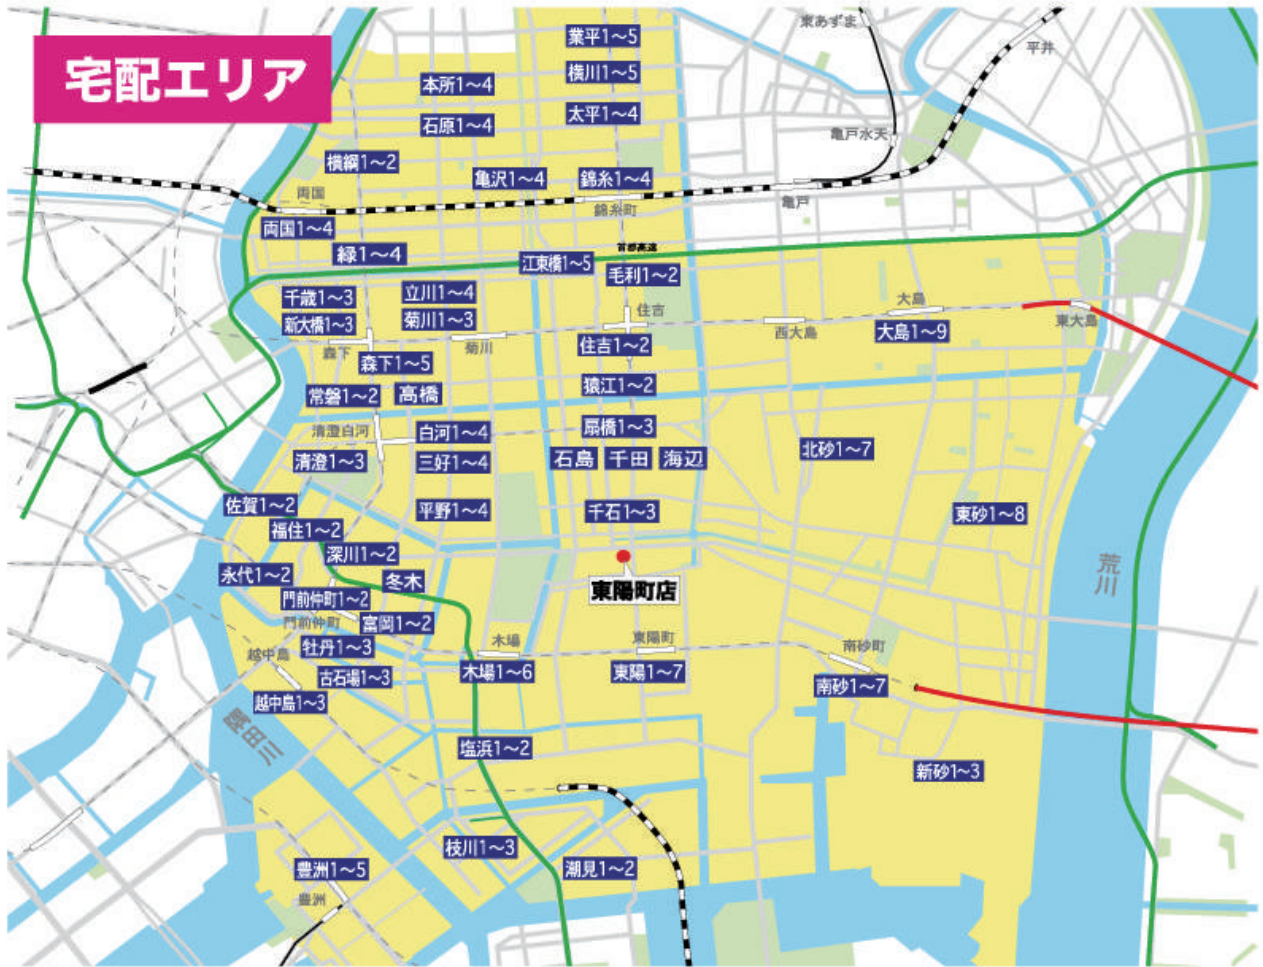 宅配エリア
業平1～5
東あずま
平井
本所1～4
横川1～5
石原1～4
太平1～4
亀戸水天
横綱1～2
亀沢1～4
錦糸1～4
両国
錦糸町
亀戸
両国1～4
緑1～4
首都高速
江東橋1～5
毛利1～2
千歳1～3
立川1～4
大島
新大橋1～3
菊川1～3
住吉
西大島
大島1～9
東大島
森下
菊川
住吉1～2
森下1～5
常磐1～2
高橋
猿江1～2
清澄白河
白河1～4
扇橋1～3
清澄1～3
三好1～4
石島
千田
海辺
北砂1～7
佐賀1～2
平野1～4
千石1～3
東砂1～8
福住1～2
深川1～2
永代1～2
冬木
東陽町店
荒川
門前仲町1～2
門前仲町
富岡1～2
牡丹1～3
木場
東陽町
南砂町
越中島
古石場1～3
木場1～6
東陽1～7
南砂1～7
越中島1～3
隅田川
塩浜1～2
新砂1～3
枝川1～3
潮見1～2
豊洲1～5
豊洲